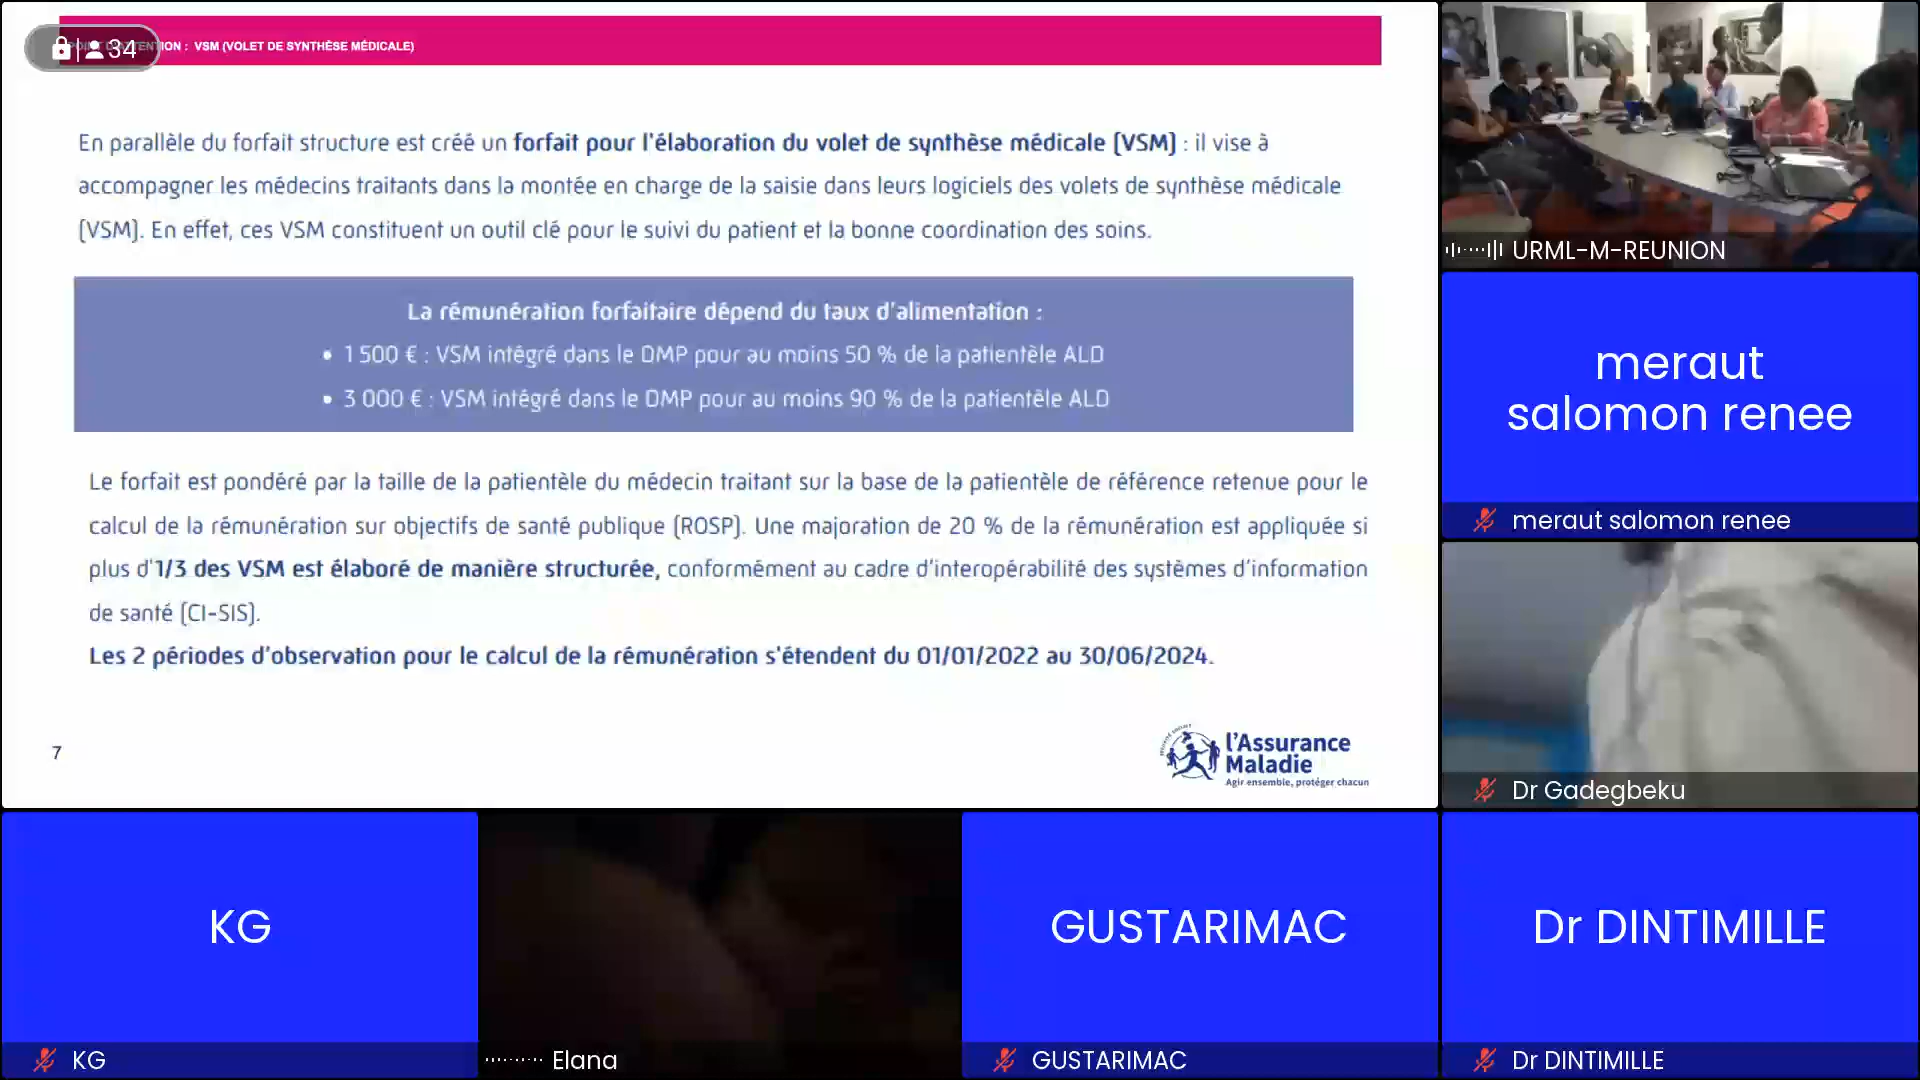 34
ION : VSM (VOLET DE SYNTHÈSE MÉDICALE)
En parallèle du forfait structure est créé un forfait pour l'élaboration du volet de synthèse médicale (VSM) : il vise à
accompagner les médecins traitants dans la montée en charge de la saisie dans leurs logiciels des volets de synthèse médicale
(VSM). En effet, ces VSM constituent un outil clé pour le suivi du patient et la bonne coordination des soins.
La rémunération forfaitaire dépend du taux d'alimentation :
• 1 500 € : VSM intégré dans le DMP pour au moins 50 % de la patientèle ALD
• 3 000 € : VSM intégré dans le DMP pour au moins 90 % de la patientèle ALD
Le forfait est pondéré par la taille de la patientèle du médecin traitant sur la base de la patientèle de référence retenue pour le
calcul de la rémunération sur objectifs de santé publique (ROSP). Une majoration de 20 % de la rémunération est appliquée si
plus d'1/3 des VSM est élaboré de manière structurée, conformément au cadre d'interopérabilité des systèmes d'information
de santé (CI-SIS).
Les 2 périodes d'observation pour le calcul de la rémunération s'étendent du 01/01/2022 au 30/06/2024.
7
l'Assurance
Maladie
Agir ensemble, protéger chacun
URML-M-REUNION
meraut
salomon renee
meraut salomon renee
Dr Gadegbeku
KG
KG
Elana
GUSTARIMAC
GUSTARIMAC
Dr DINTIMILLE
Dr DINTIMILLE